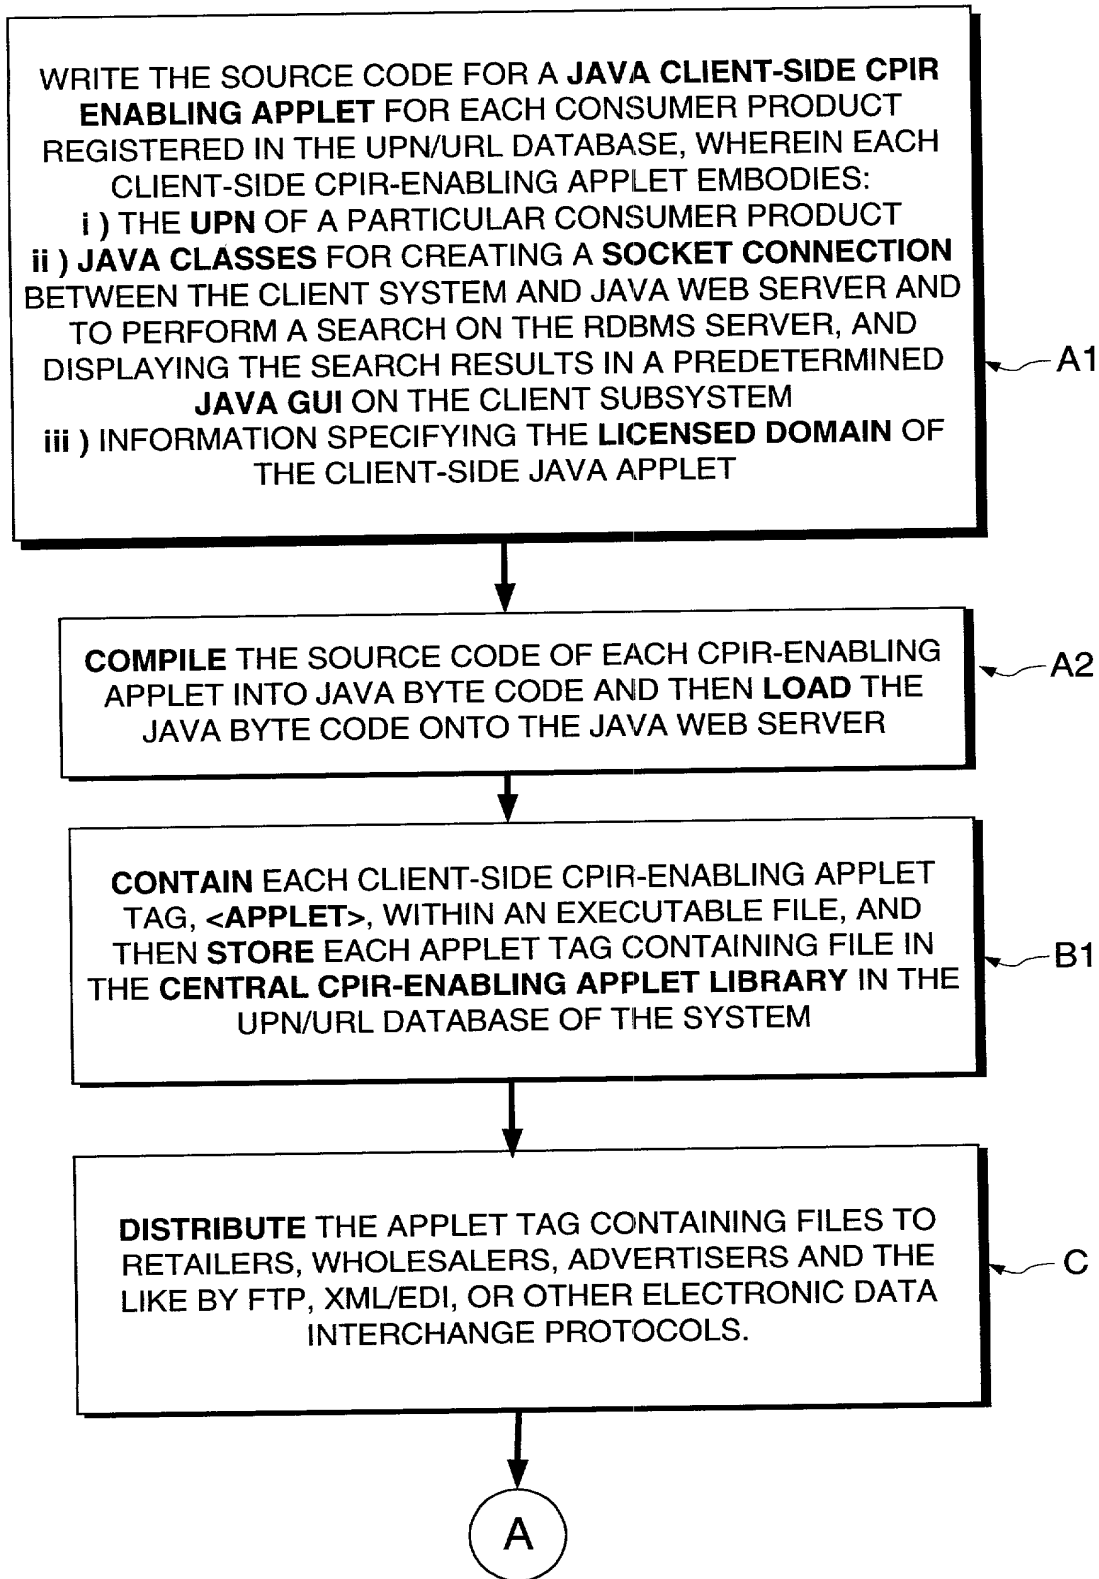 WRITE THE SOURCE CODE FOR A JAVA CLIENT-SIDE CPIR
ENABLING APPLET FOR EACH CONSUMER PRODUCT
REGISTERED IN THE UPN/URL DATABASE, WHEREIN EACH
CLIENT-SIDE CPIR-ENABLING APPLET EMBODIES:
i ) THE UPN OF A PARTICULAR CONSUMER PRODUCT
ii ) JAVA CLASSES FOR CREATING A SOCKET CONNECTION
BETWEEN THE CLIENT SYSTEM AND JAVA WEB SERVER AND
TO PERFORM A SEARCH ON THE RDBMS SERVER, AND
DISPLAYING THE SEARCH RESULTS IN A PREDETERMINED
JAVA GUI ON THE CLIENT SUBSYSTEM
iii ) INFORMATION SPECIFYING THE LICENSED DOMAIN OF
THE CLIENT-SIDE JAVA APPLET
A1
COMPILE THE SOURCE CODE OF EACH CPIR-ENABLING
APPLET INTO JAVA BYTE CODE AND THEN LOAD THE
JAVA BYTE CODE ONTO THE JAVA WEB SERVER
A2
CONTAIN EACH CLIENT-SIDE CPIR-ENABLING APPLET
TAG, <APPLET>, WITHIN AN EXECUTABLE FILE, AND
THEN STORE EACH APPLET TAG CONTAINING FILE IN
THE CENTRAL CPIR-ENABLING APPLET LIBRARY IN THE
UPN/URL DATABASE OF THE SYSTEM
B1
DISTRIBUTE THE APPLET TAG CONTAINING FILES TO
RETAILERS, WHOLESALERS, ADVERTISERS AND THE
LIKE BY FTP, XML/EDI, OR OTHER ELECTRONIC DATA
INTERCHANGE PROTOCOLS.
C
A